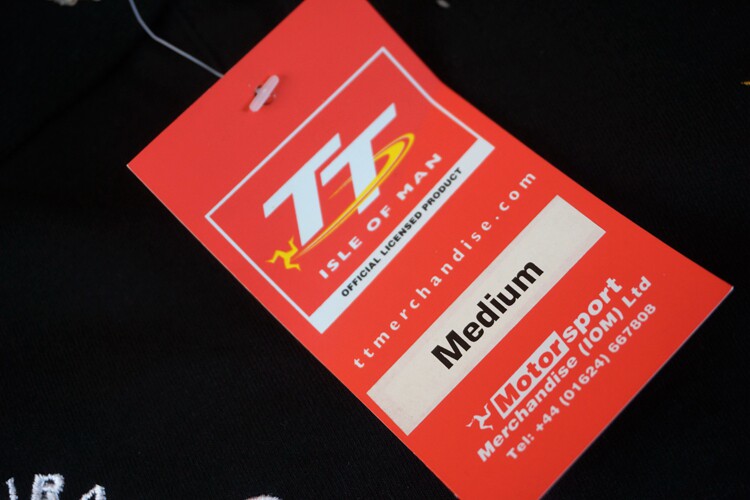 TT
ISLE OF MAN
OFFICIAL LICENSED PRODUCT
ttmerchandise.com
Medium
Motorsport
Merchandise (IOM) Ltd
Tel: +44 (01624) 667808